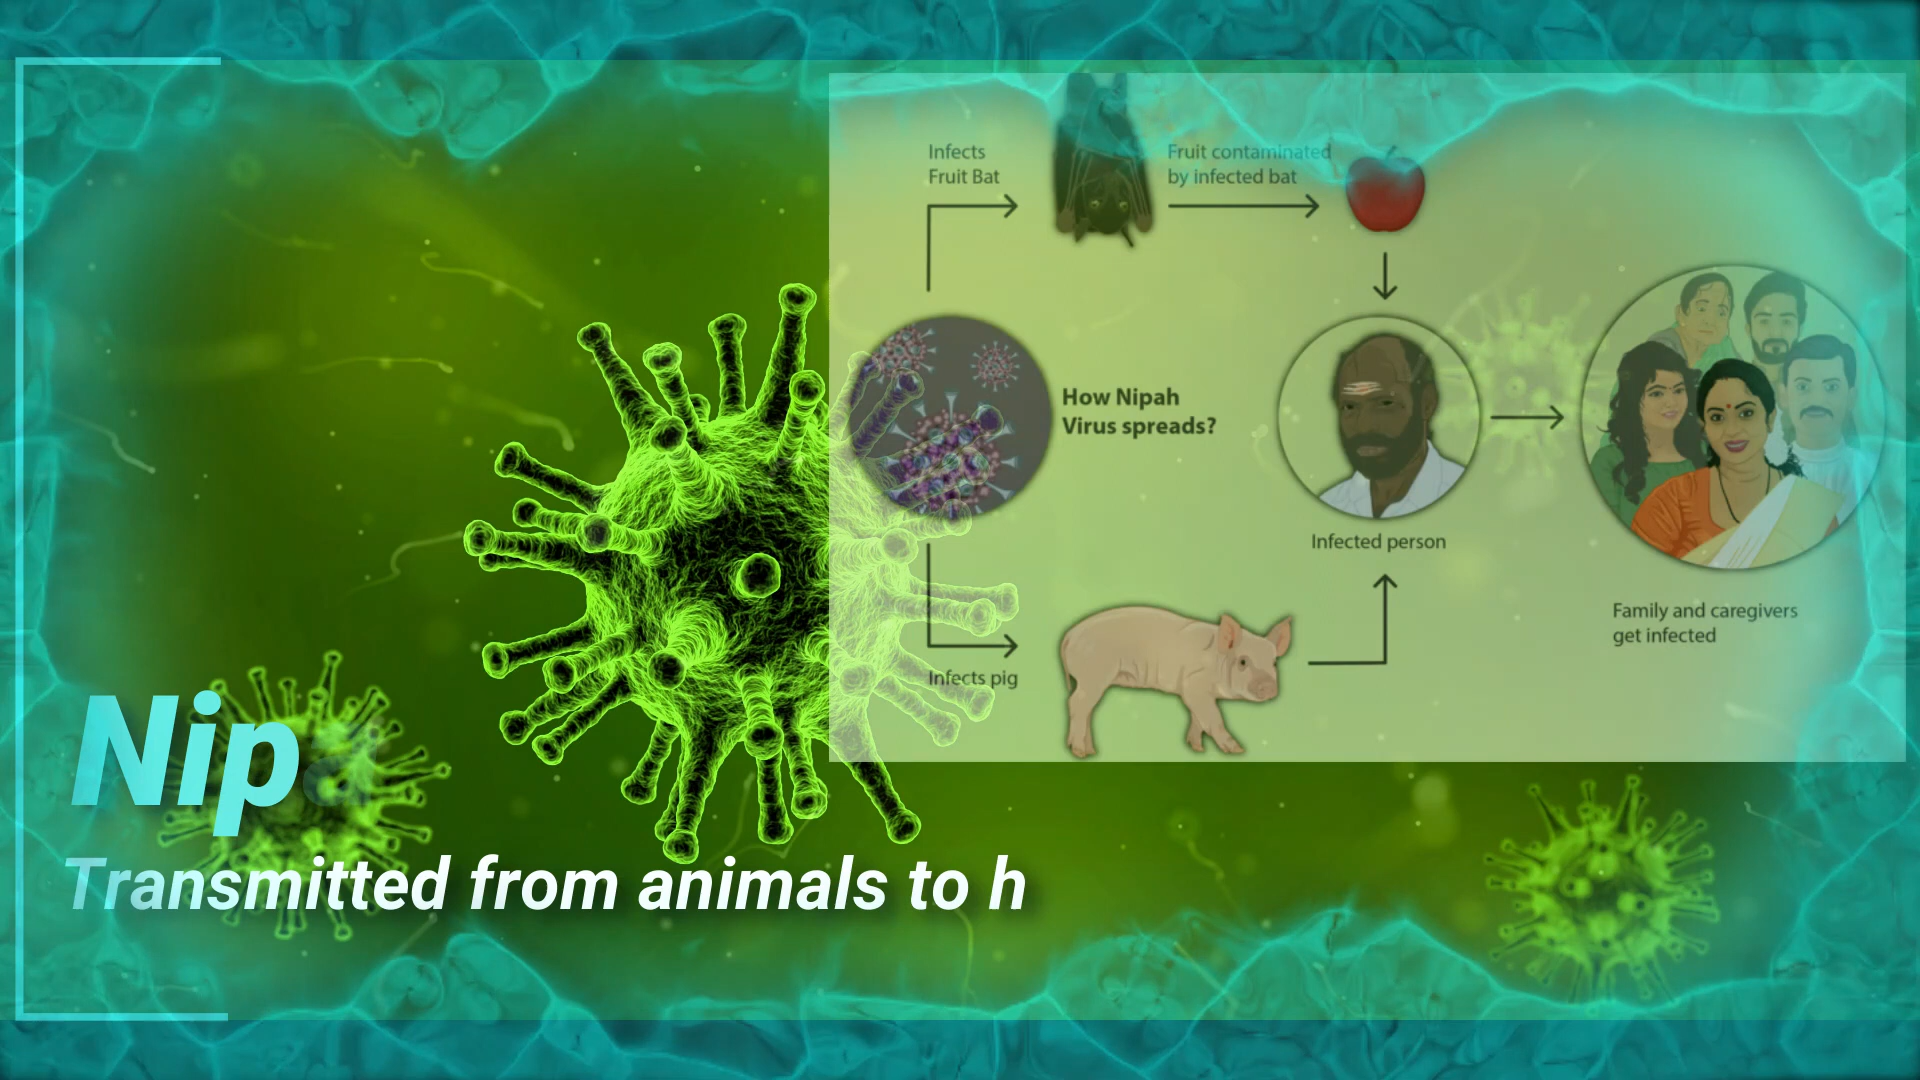 Infects
Fruit Bat
Fruit contaminated
by infected bat
How Nipah
Virus spreads?
Infected person
Family and caregivers
get infected
Infects pig
Nipa
Transmitted from animals to h